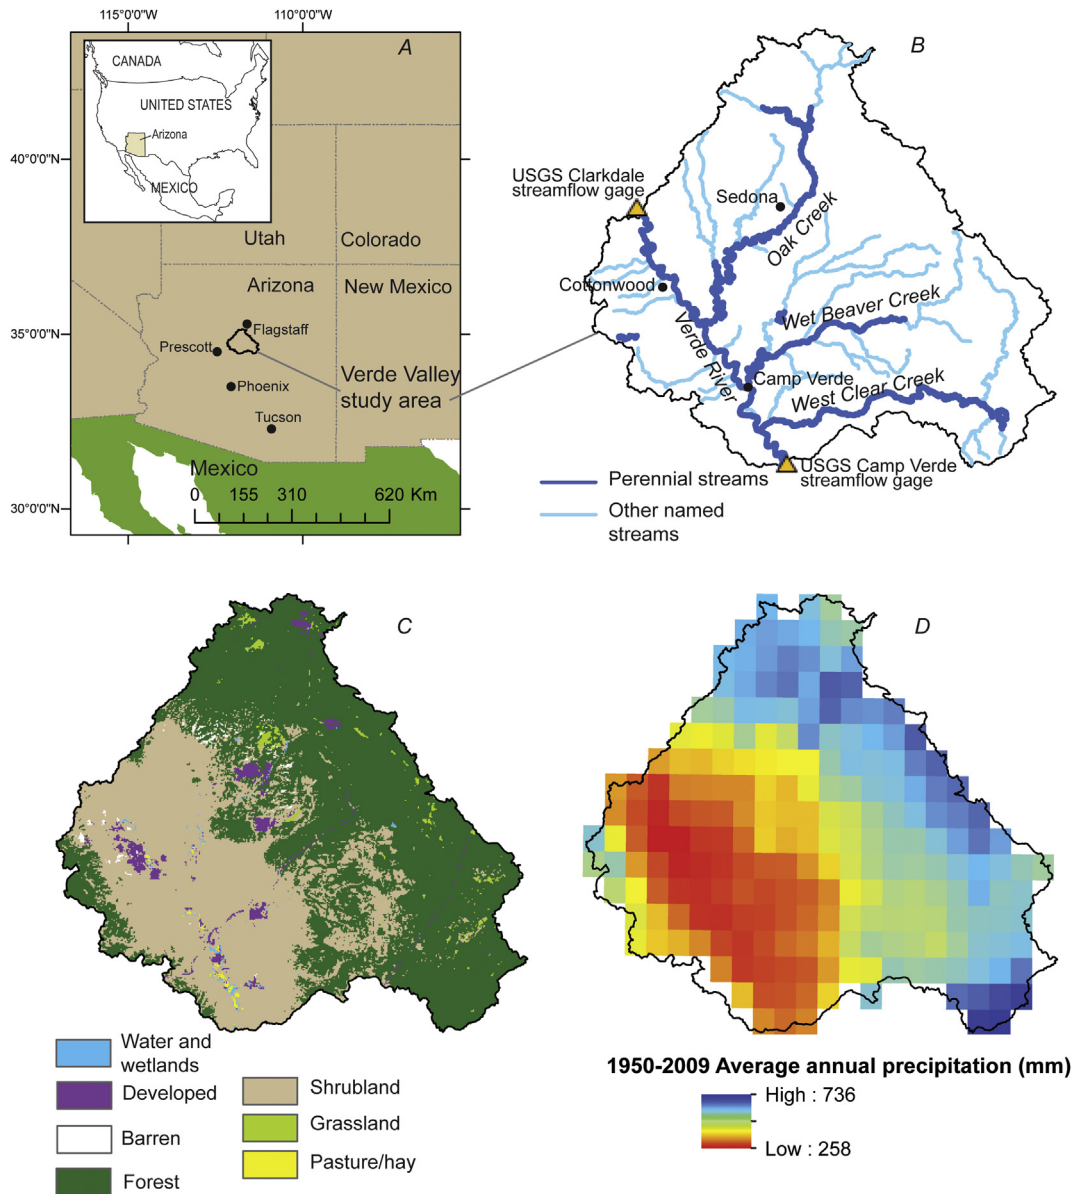 115°0'0"W
110°0'0"W
A
CANADA
UNITED STATES
Arizona
MEXICO
40°0'0"N
Utah
Colorado
Arizona
New Mexico
35°0'0"N
Flagstaff
Prescott
Phoenix
Verde Valley
study area
Tucson
Mexico
0 155 310 620 Km
30°0'0"N
B
USGS Clarkdale
streamflow gage
Sedona
Oak Creek
Cottonwood
Wet Beaver Creek
Verde River
Camp Verde
West Clear Creek
USGS Camp Verde
streamflow gage
Perennial streams
Other named
streams
C
Water and
wetlands
Developed
Barren
Forest
Shrubland
Grassland
Pasture/hay
D
1950-2009 Average annual precipitation (mm)
High : 736
Low : 258